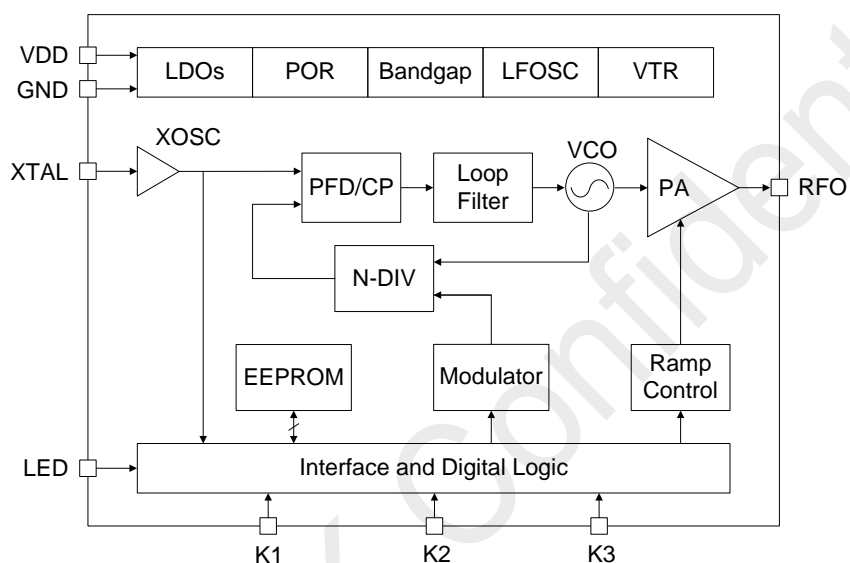 VDD
GND
LDOs POR Bandgap LFOSC VTR
XOSC
XTAL
PFD/CP
Loop
Filter
VCO
PA
RFO
N-DIV
EEPROM
Modulator
Ramp
Control
LED
Interface and Digital Logic
K1 K2 K3
Confident